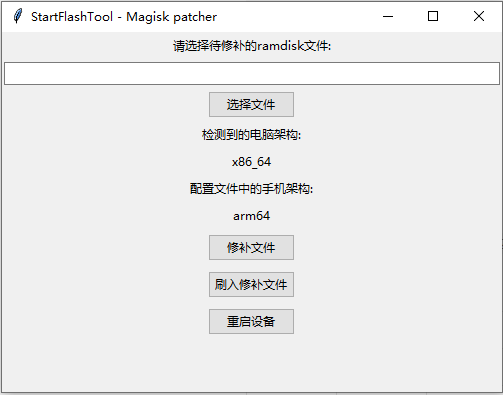 StartFlashTool - Magisk patcher
请选择待修补的ramdisk文件:
选择文件
检测到的电脑架构:
x86_64
配置文件中的手机架构:
arm64
修补文件
刷入修补文件
重启设备